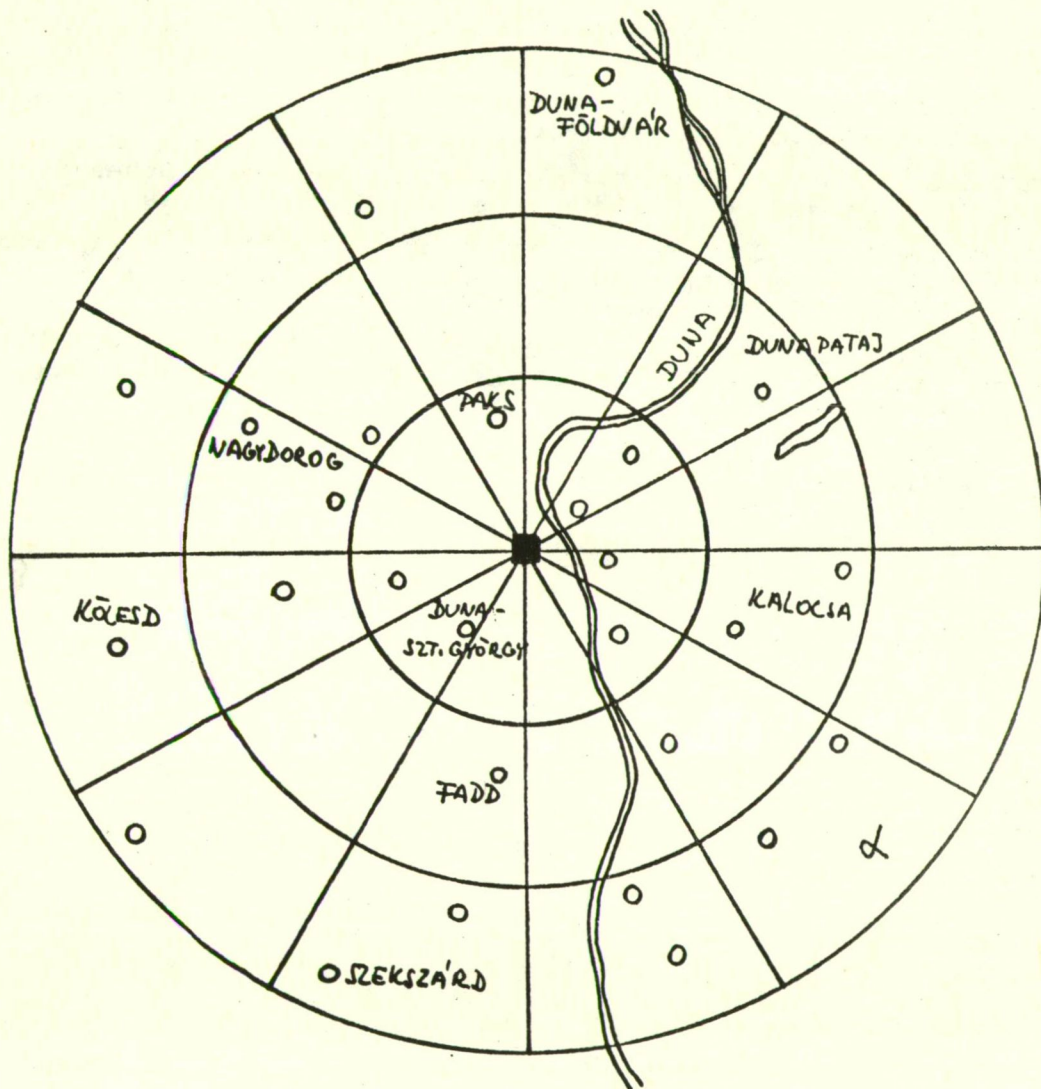 DUNA-
FÖLDVÁR
DUNA
DUNAPATAJ
PAKS
NAGYDOROG
KÖLESD
DUNA-
SZT. GYÖRGY
KALOCSA
FADD
SZEKSZÁRD